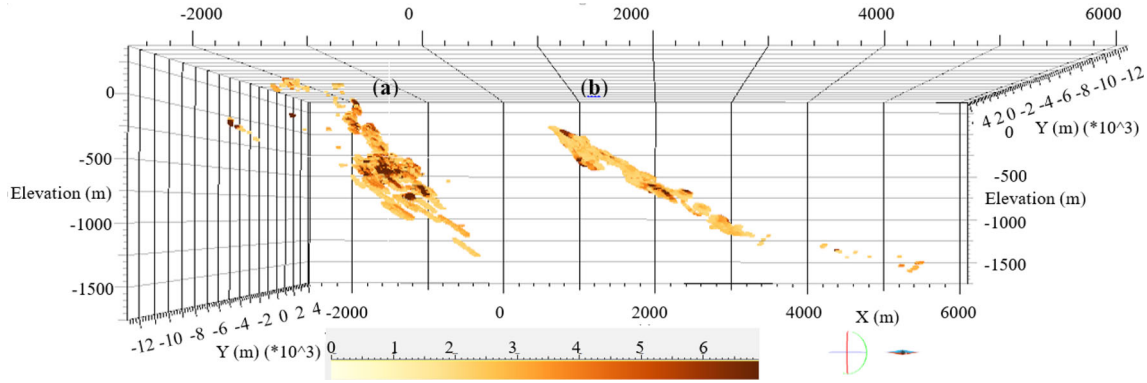 -2000 0 2000 4000 6000
0 (a) (b)
4 2 0 -2 -4 -6 -8 -10 -12
0 Y (m) (*10^3)
-500 -500
Elevation (m) Elevation (m)
-1000 -1000
-1500 -1500
-12 -10 -8 -6 -4 -2 0 2 4
-2000 0 2000 4000 6000
X (m)
Y (m) (*10^3)
0 1 2 3 4 5 6